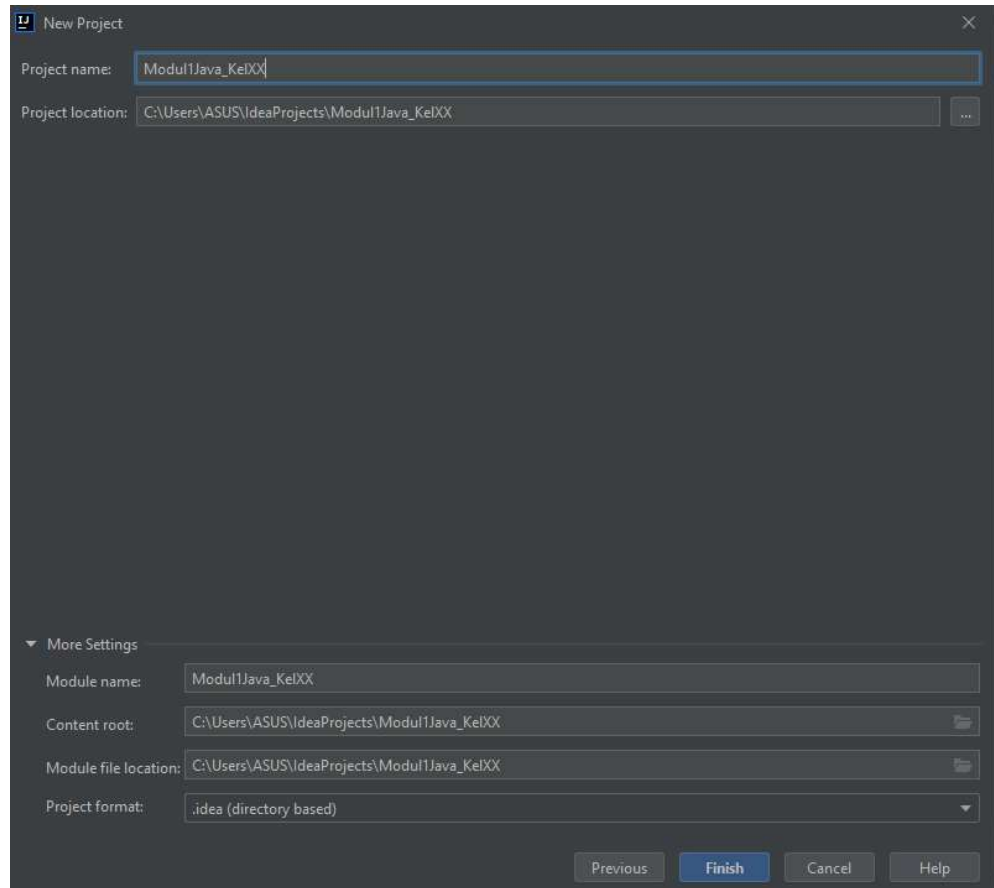 IJ New Project
Project name: Modul1Java_KelXX
Project location: C:\Users\ASUS\IdeaProjects\Modul1Java_KelXX ...
More Settings
Module name: Modul1Java_KelXX
Content root: C:\Users\ASUS\IdeaProjects\Modul1Java_KelXX
Module file location: C:\Users\ASUS\IdeaProjects\Modul1Java_KelXX
Project format: .idea (directory based)
Previous Finish Cancel Help